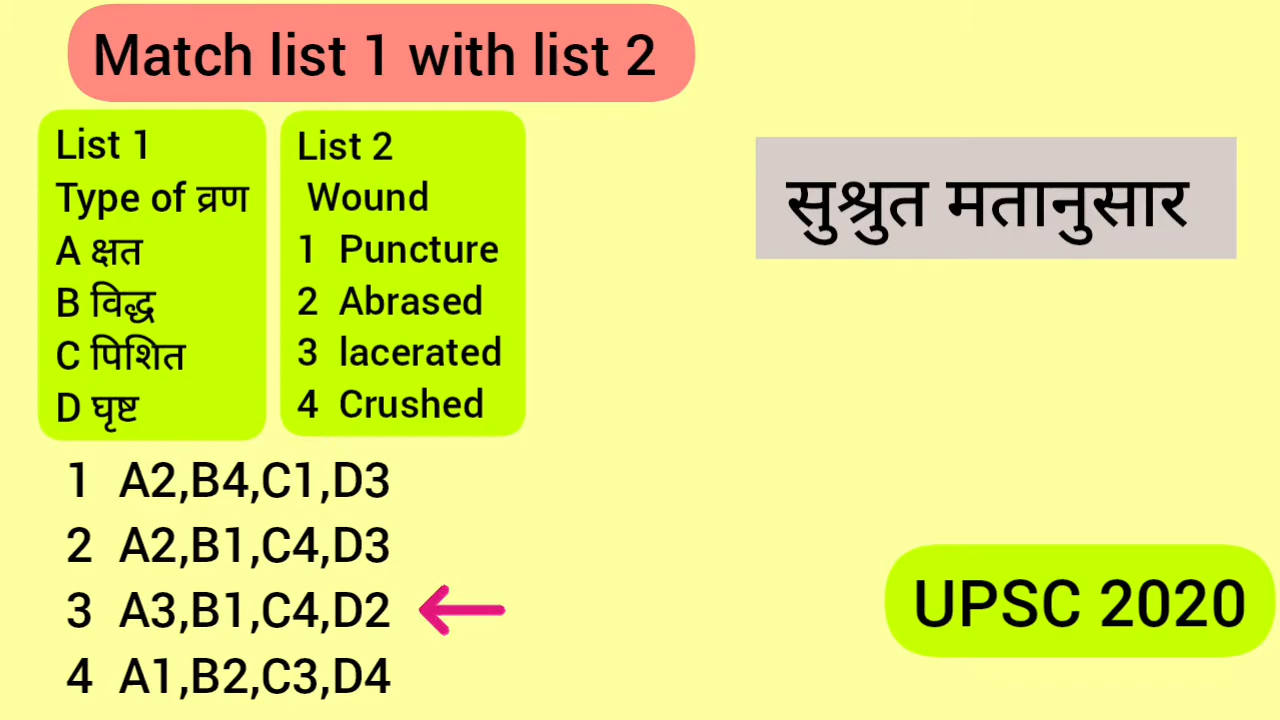 Match list 1 with list 2
List 1
Type of व्रण
A क्षत
B विद्ध
C पिशित
D घृष्ट
List 2
Wound
1 Puncture
2 Abrased
3 lacerated
4 Crushed
सुश्रुत मतानुसार
1 A2,B4,C1,D3
2 A2,B1,C4,D3
3 A3,B1,C4,D2
4 A1,B2,C3,D4
UPSC 2020